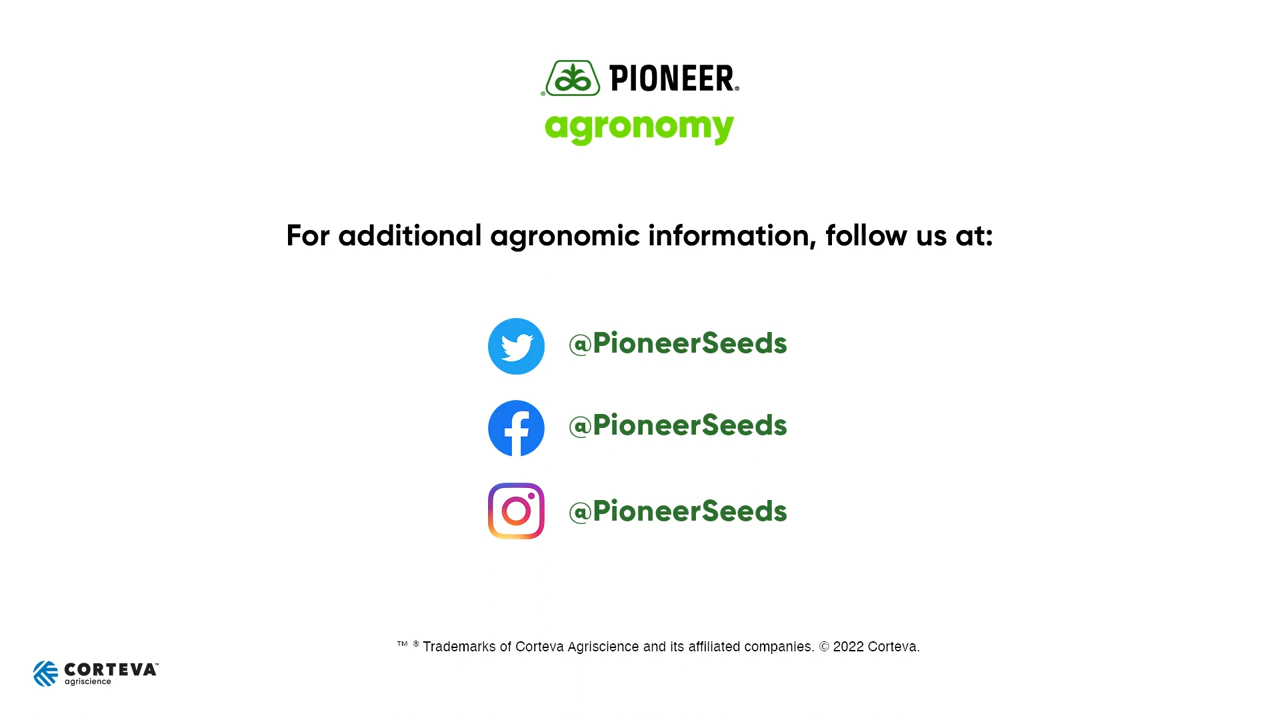 ® PIONEER®
agronomy
For additional agronomic information, follow us at:
@PioneerSeeds
@PioneerSeeds
@PioneerSeeds
™ ® Trademarks of Corteva Agriscience and its affiliated companies. © 2022 Corteva.
CORTEVA™
agriscience